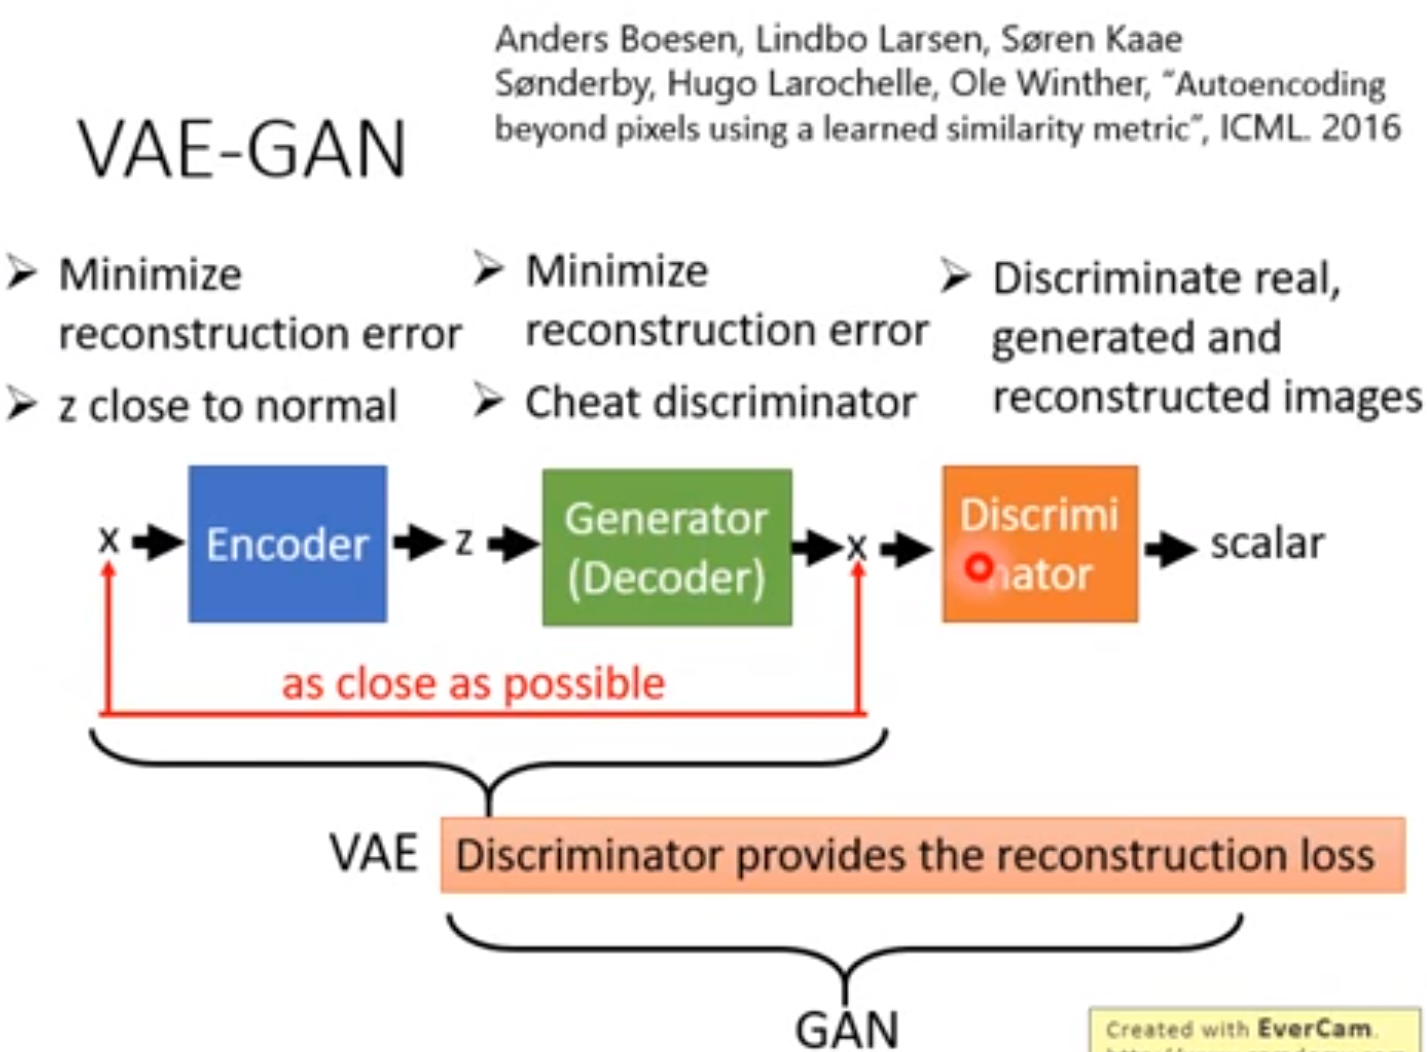 Anders Boesen, Lindbo Larsen, Søren Kaae
Sønderby, Hugo Larochelle, Ole Winther, “Autoencoding
beyond pixels using a learned similarity metric”, ICML. 2016
VAE-GAN
➢ Minimize
reconstruction error
➢ z close to normal
➢ Minimize
reconstruction error
➢ Cheat discriminator
➢ Discriminate real,
generated and
reconstructed images
x
Encoder
z
Generator
(Decoder)
x
Discrimi
nator
scalar
as close as possible
VAE
Discriminator provides the reconstruction loss
GAN
Created with EverCam.